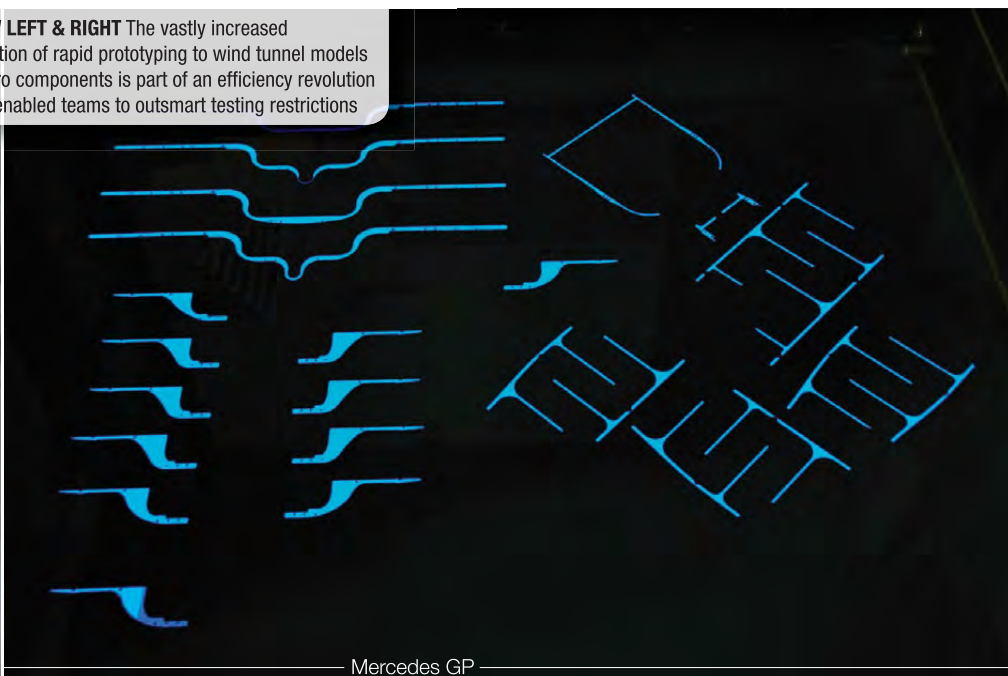 LEFT & RIGHT The vastly increased
tion of rapid prototyping to wind tunnel models
o components is part of an efficiency revolution
enabled teams to outsmart testing restrictions
Mercedes GP